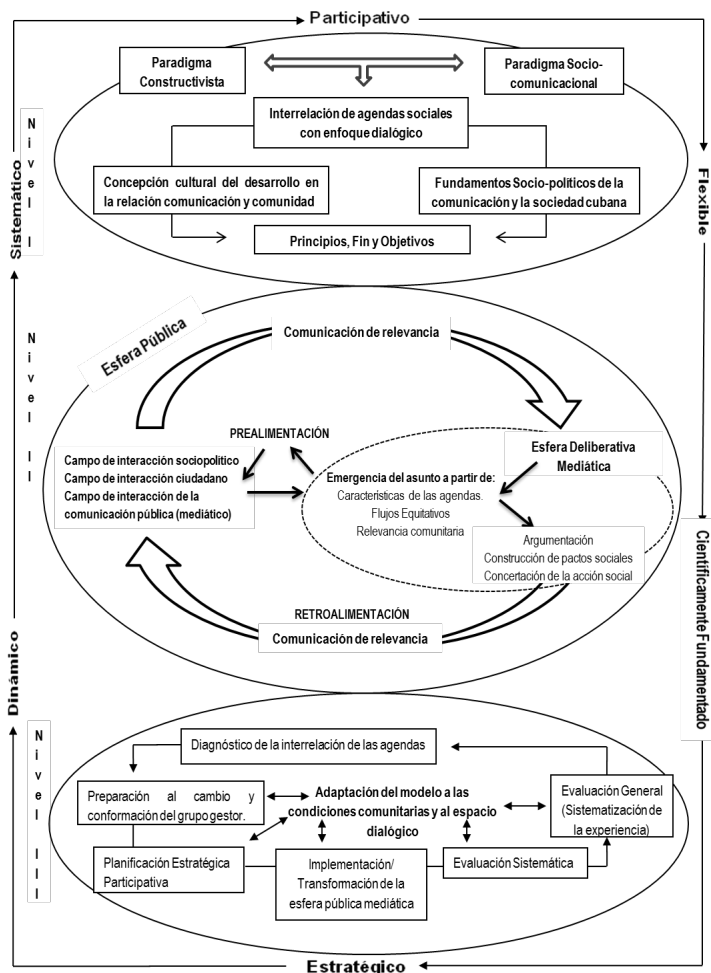 Participativo
Paradigma
Constructivista
Paradigma Socio-
comunicacional
Interrelación de agendas sociales
con enfoque dialógico
Concepción cultural del desarrollo en
la relación comunicación y comunidad
Fundamentos Socio-políticos de la
comunicación y la sociedad cubana
Principios, Fin y Objetivos
Nivel I
Sistemático
Flexible
Nivel II
Esfera Pública
Comunicación de relevancia
PREALIMENTACIÓN
Esfera Deliberativa
Mediática
Campo de interacción sociopolítico
Campo de interacción ciudadano
Campo de interacción de la
comunicación pública (mediático)
Emergencia del asunto a partir de:
Características de las agendas.
Flujos Equitativos
Relevancia comunitaria
Argumentación
Construcción de pactos sociales
Concertación de la acción social
RETROALIMENTACIÓN
Comunicación de relevancia
Dinámico
Científicamente Fundamentado
Nivel III
Diagnóstico de la interrelación de las agendas
Preparación al cambio y
conformación del grupo gestor.
Adaptación del modelo a las
condiciones comunitarias y al espacio
dialógico
Evaluación General
(Sistematización de
la experiencia)
Planificación Estratégica
Participativa
Implementación/
Transformación de la
esfera pública mediática
Evaluación Sistemática
Estratégico